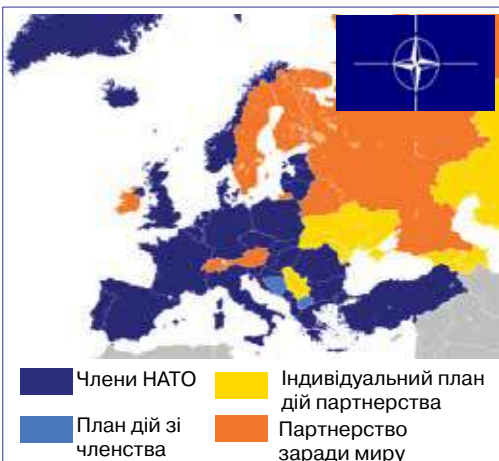 Члени НАТО
План дій зі
членства
Індивідуальний план
дій партнерства
Партнерство
заради миру